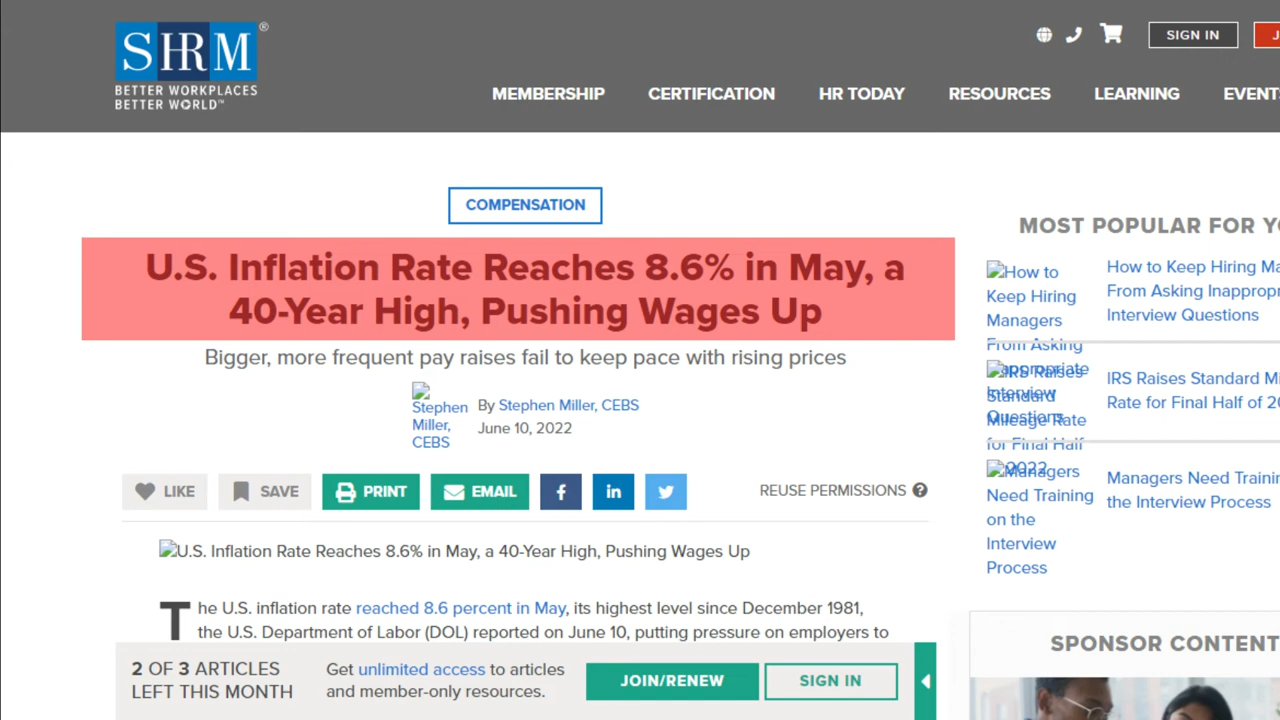 SHRM®
BETTER WORKPLACES
BETTER WORLD™
SIGN IN
MEMBERSHIP
CERTIFICATION
HR TODAY
RESOURCES
LEARNING
EVENT
COMPENSATION
U.S. Inflation Rate Reaches 8.6% in May, a
40-Year High, Pushing Wages Up
Bigger, more frequent pay raises fail to keep pace with rising prices
Stephen
Miller,
CEBS
By Stephen Miller, CEBS
June 10, 2022
LIKE
SAVE
PRINT
EMAIL
REUSE PERMISSIONS
U.S. Inflation Rate Reaches 8.6% in May, a 40-Year High, Pushing Wages Up
The U.S. inflation rate reached 8.6 percent in May, its highest level since December 1981,
the U.S. Department of Labor (DOL) reported on June 10, putting pressure on employers to
2 OF 3 ARTICLES
LEFT THIS MONTH
Get unlimited access to articles
and member-only resources.
JOIN/RENEW
SIGN IN
MOST POPULAR FOR
How to
Keep Hiring
Managers
From Asking
Inappropriate
Interview
Questions
How to Keep Hiring
From Asking
Interview Questions
IRS Raises
Standard
Mileage Rate
for Final Half
2022
IRS Raises Standard
Rate for Final Half of
Managers
Need Training
on the
Interview
Process
Managers Need
the Interview Process
SPONSOR CONTENT